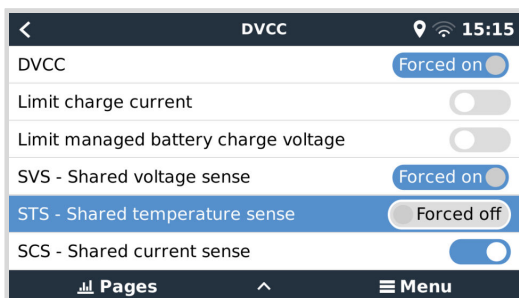 DVCC 15:15
DVCC Forced on
Limit charge current
Limit managed battery charge voltage
SVS - Shared voltage sense Forced on
STS - Shared temperature sense Forced off
SCS - Shared current sense
Pages Menu